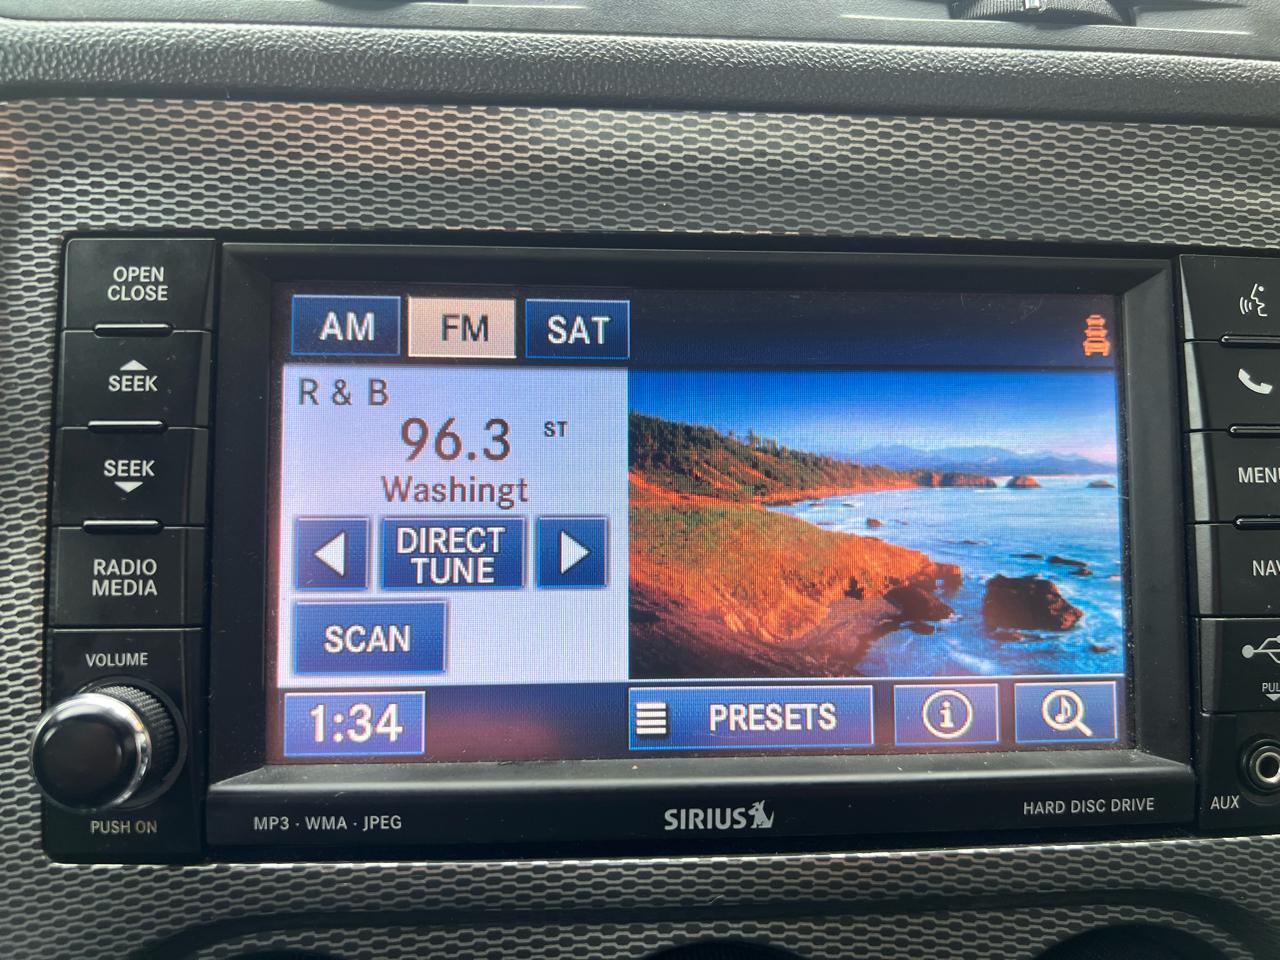 OPEN
CLOSE
SEEK
SEEK
RADIO
MEDIA
VOLUME
PUSH ON
AM FM SAT
R & B
96.3 ST
Washingt
DIRECT
TUNE
SCAN
1:34 PRESETS i
MP3 · WMA · JPEG SIRIUS HARD DISC DRIVE
MENU
NAV
PUL
AUX